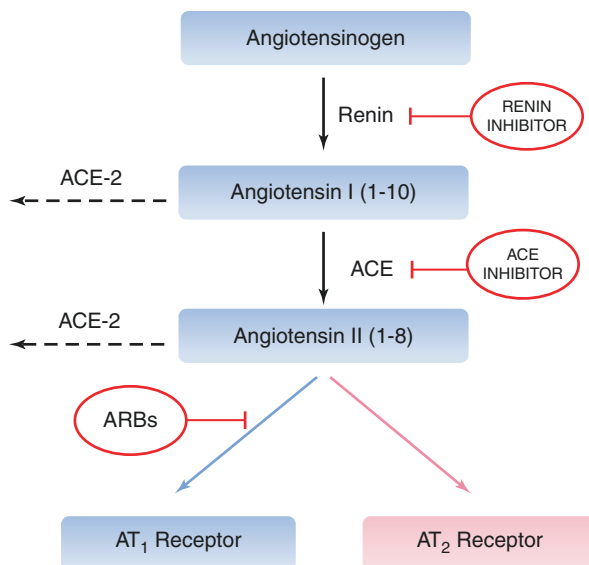 Angiotensinogen
Renin
RENIN
INHIBITOR
ACE-2
Angiotensin I (1-10)
ACE
ACE
INHIBITOR
ACE-2
Angiotensin II (1-8)
ARBs
AT₁ Receptor
AT₂ Receptor